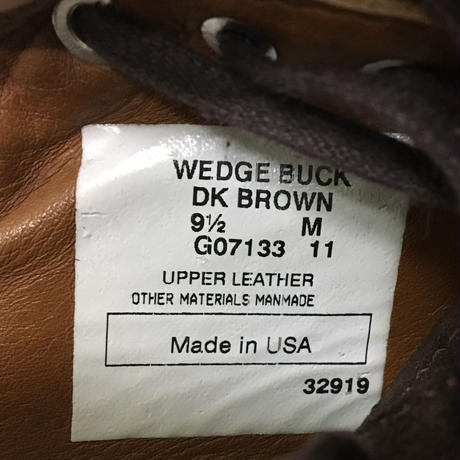 WEDGE BUCK
DK BROWN
9½ M
G07133 11
UPPER LEATHER
OTHER MATERIALS MANMADE
Made in USA
32919